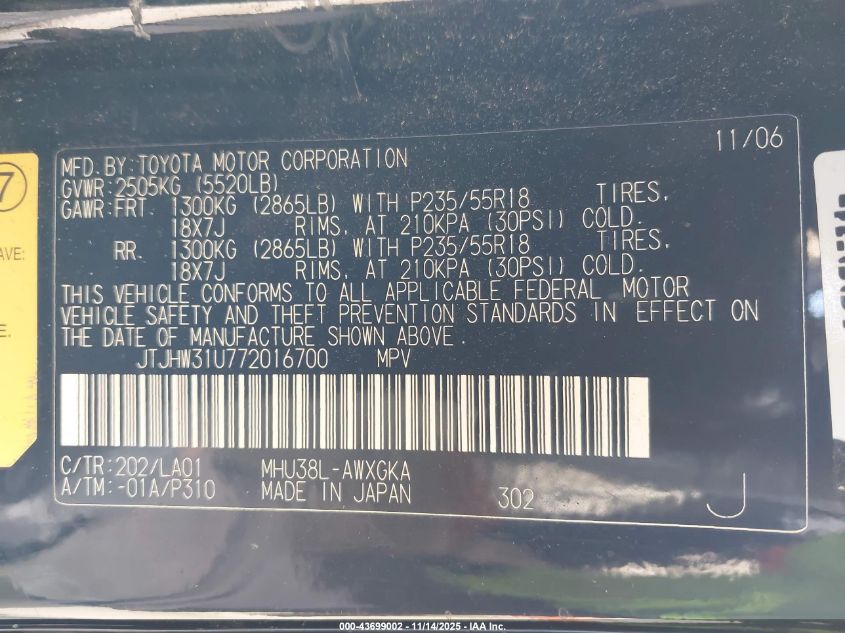 11/06
MFD. BY:TOYOTA MOTOR CORPORATION
GVWR:2505KG (5520LB)
GAWR:FRT. 1300KG (2865LB) WITH P235/55R18 TIRES,
18X7J RIMS, AT 210KPA (30PSI) COLD.
RR. 1300KG (2865LB) WITH P235/55R18 TIRES,
18X7J RIMS, AT 210KPA (30PSI) COLD.
THIS VEHICLE CONFORMS TO ALL APPLICABLE FEDERAL MOTOR
VEHICLE SAFETY AND THEFT PREVENTION STANDARDS IN EFFECT ON
THE DATE OF MANUFACTURE SHOWN ABOVE.
JTJHW31U772016700 MPV
C/TR:202/LA01 MHU38L-AWXGKA
A/TM:-01A/P310 MADE IN JAPAN 302 J
7
AVE:
000-43699002 - 11/14/2025 - IAA Inc.